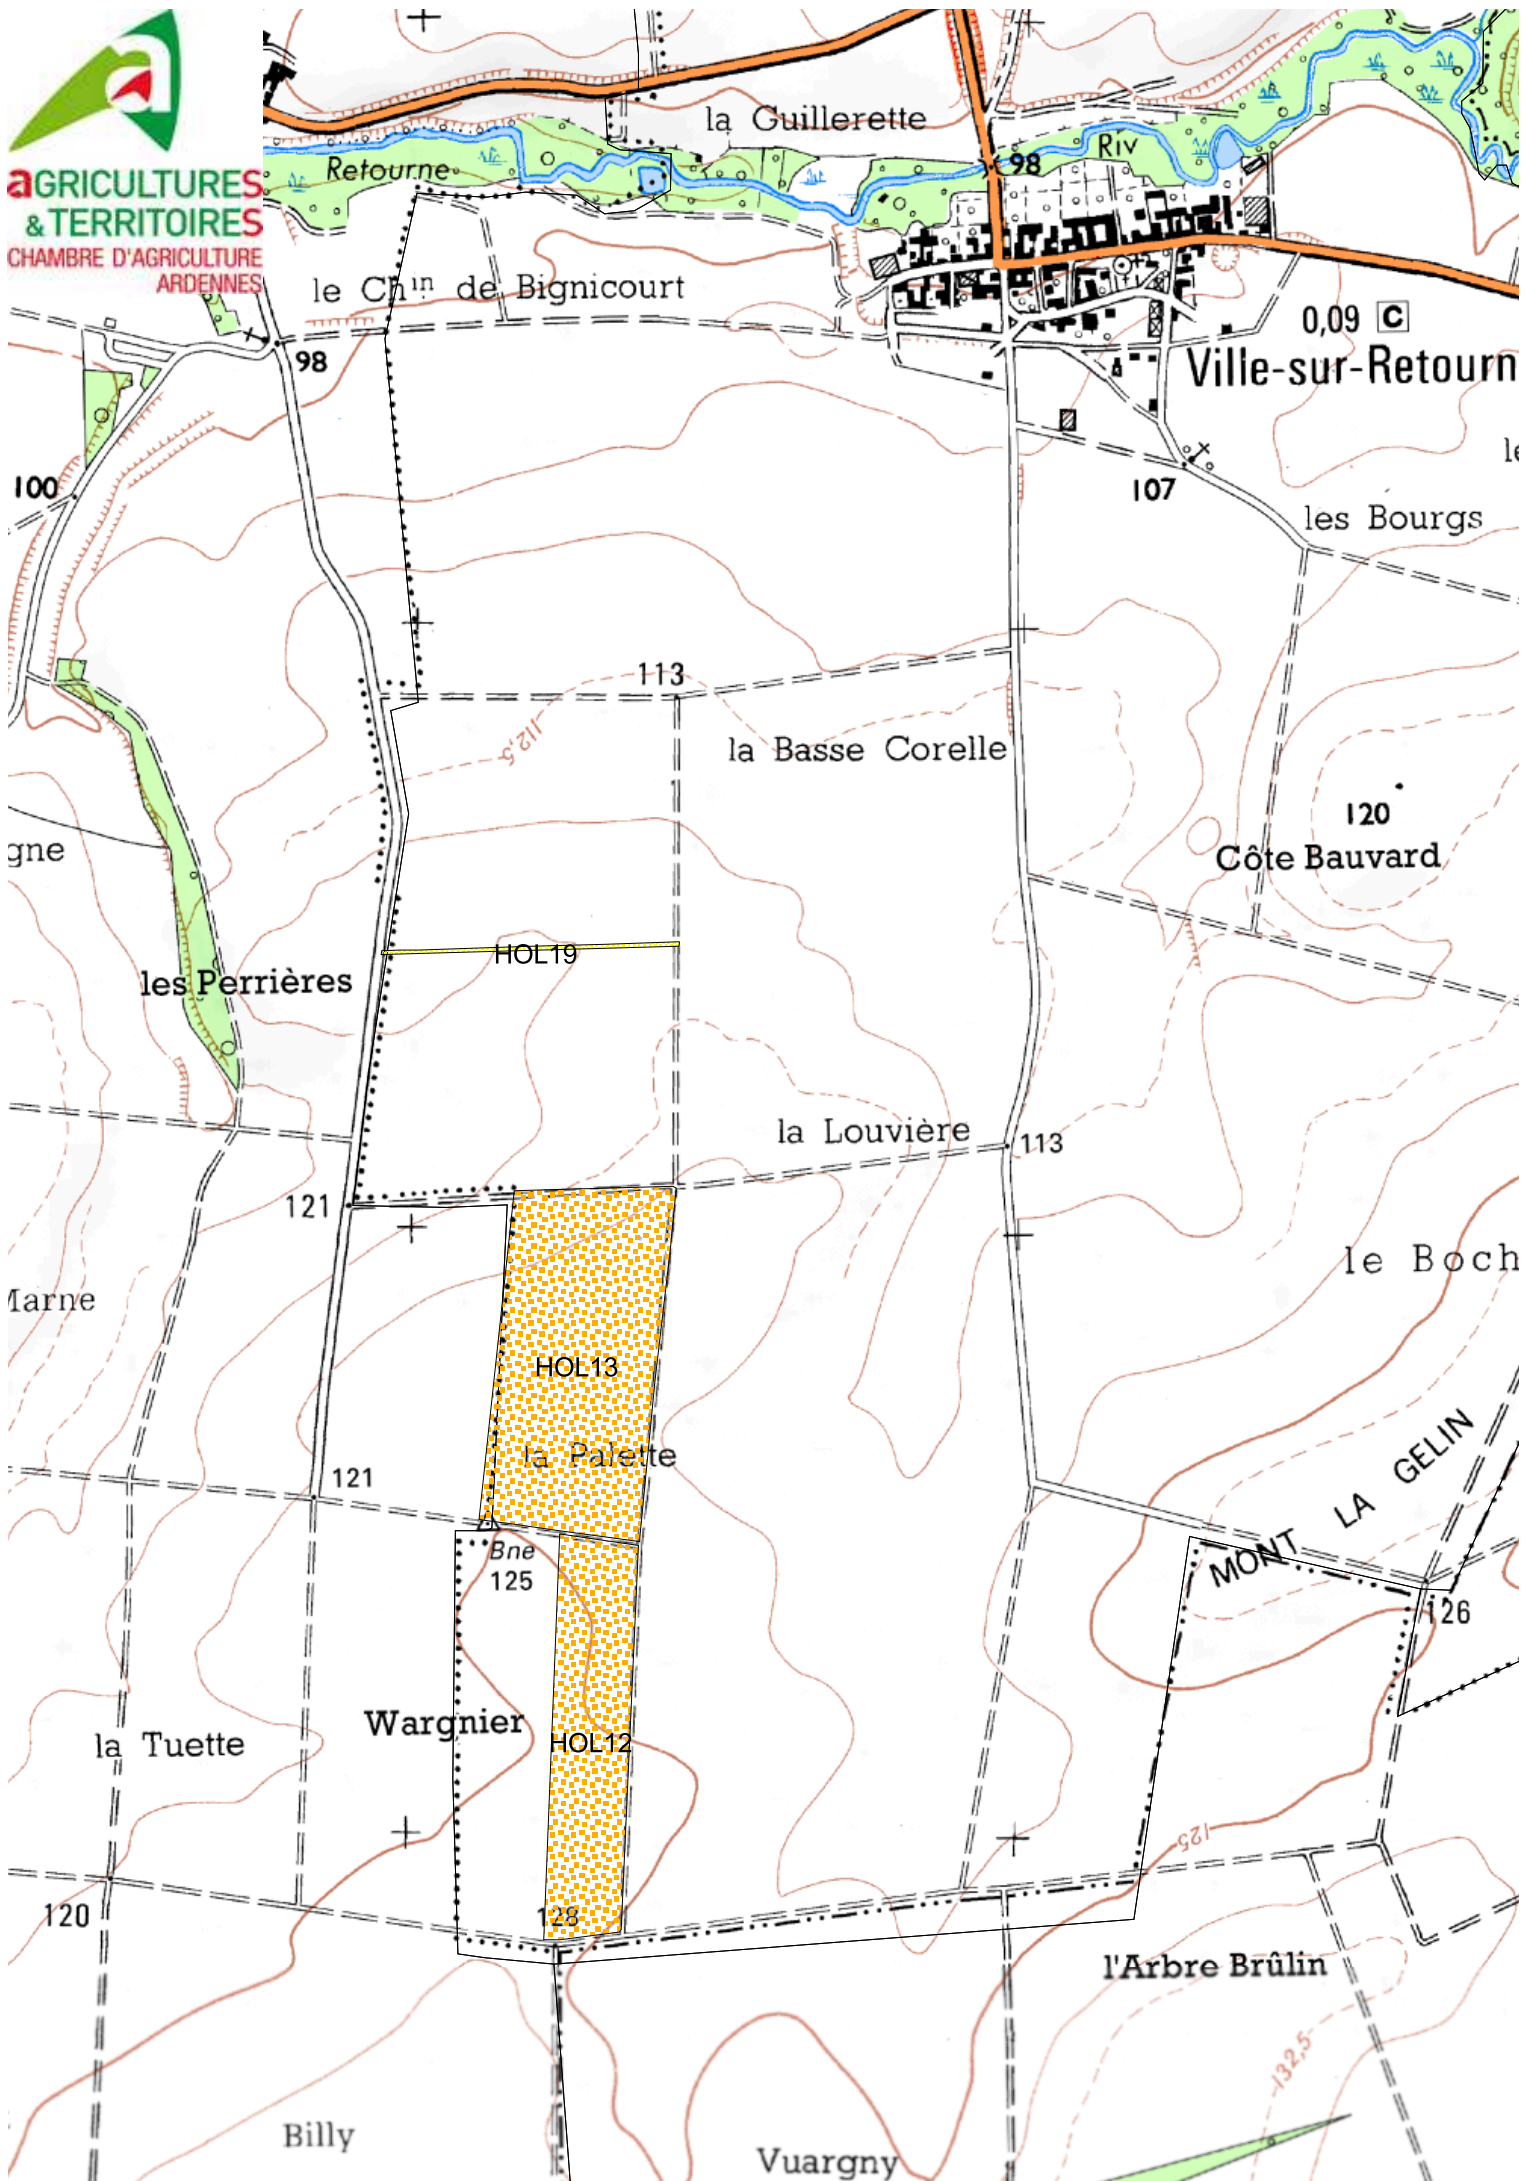 aGRICULTURES
& TERRITOIRES
CHAMBRE D'AGRICULTURE
ARDENNES
la Guillerette
Retourne
Riv
98
le Chin de Bignicourt
0,09 C
98
Ville-sur-Retourn
100
107
les Bourgs
113
112,5
la Basse Corelle
120
Côte Bauvard
gne
HOL19
les Perrières
la Louvière
113
121
le Boch
Marne
HOL13
la Palette
121
MONT LA GELIN
Bne
125
126
Wargnier
la Tuette
HOL12
125
120
128
l'Arbre Brûlin
132,5
Billy
Vuargny